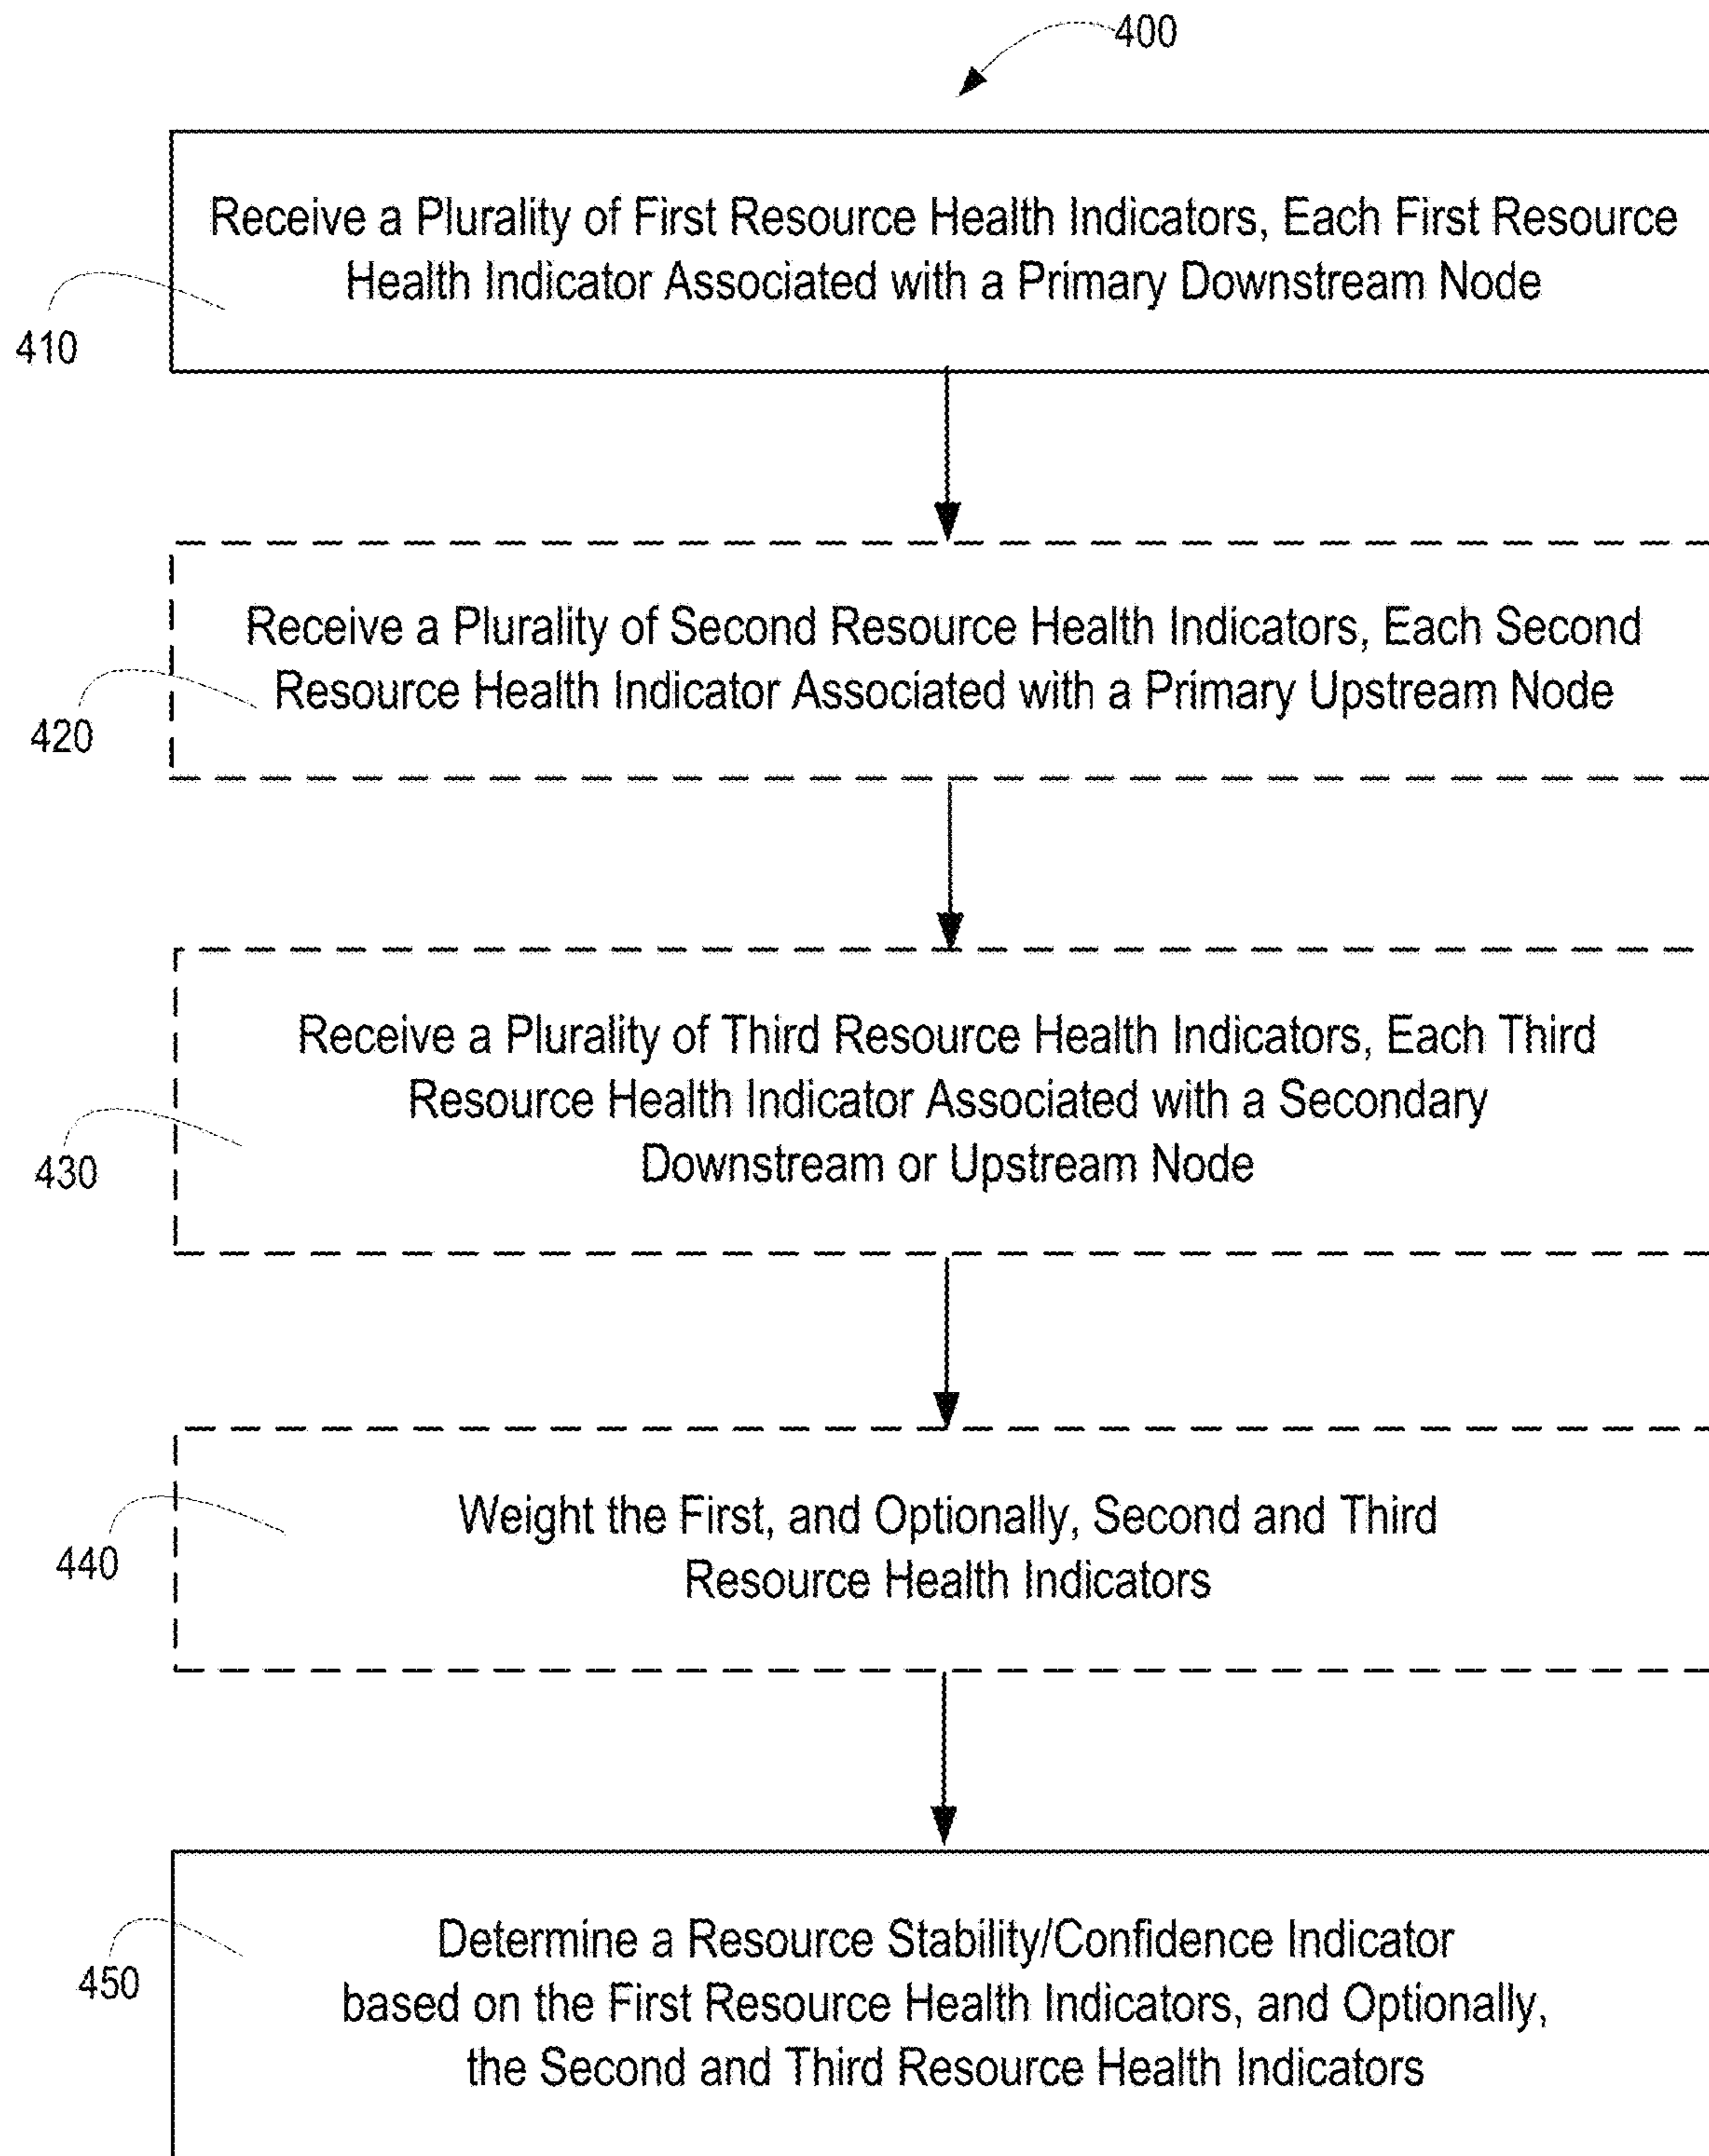 400
Receive a Plurality of First Resource Health Indicators, Each First Resource
Health Indicator Associated with a Primary Downstream Node
410
Receive a Plurality of Second Resource Health Indicators, Each Second
Resource Health Indicator Associated with a Primary Upstream Node
420
Receive a Plurality of Third Resource Health Indicators, Each Third
Resource Health Indicator Associated with a Secondary
Downstream or Upstream Node
430
Weight the First, and Optionally, Second and Third
Resource Health Indicators
440
Determine a Resource Stability/Confidence Indicator
based on the First Resource Health Indicators, and Optionally,
the Second and Third Resource Health Indicators
450